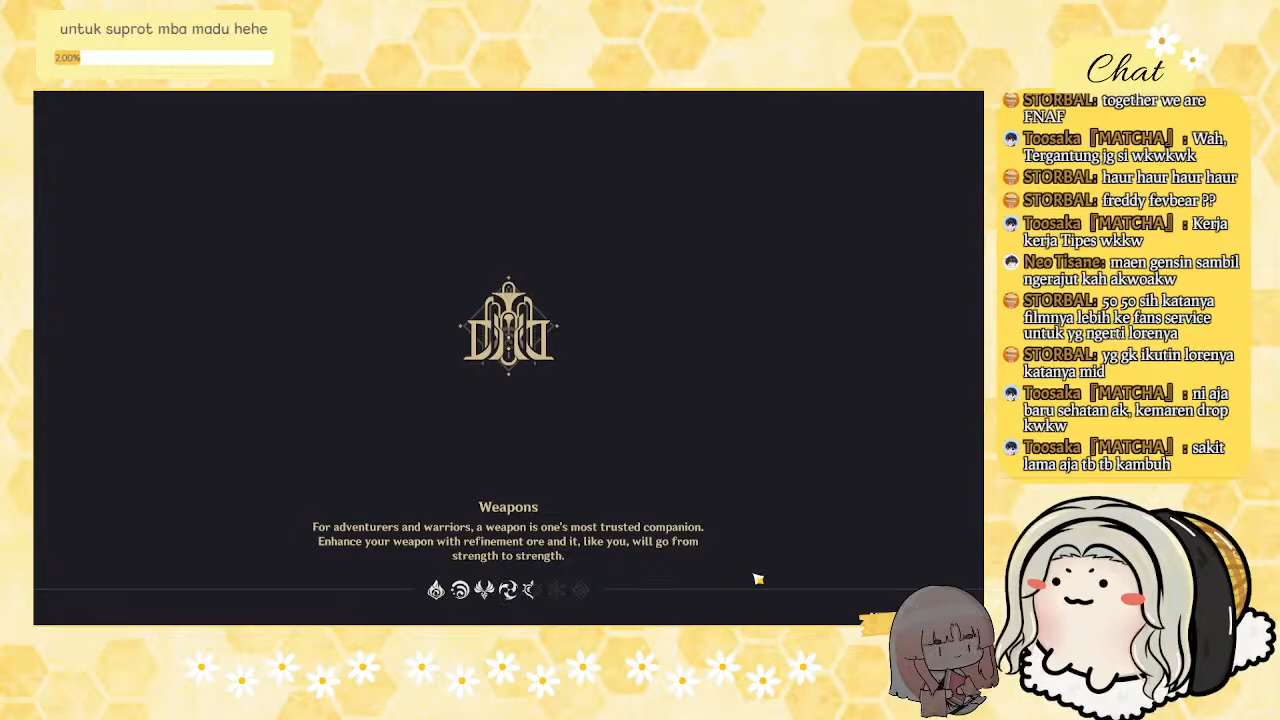 untuk suprot mba madu hehe
2.00%
Chat
STORBAL: together we are
FNAF
Toosaka『MATCHA』: Wah,
Tergantung jg si wkwkwk
STORBAL: haur haur haur haur
STORBAL: freddy fevbear ??
Toosaka『MATCHA』: Kerja
kerja Tipes wkkw
Neo Tisane: maen gensin sambil
ngerajut kah akwoakw
STORBAL: 50 50 sih katanya
filmnya lebih ke fans service
untuk yg ngerti lorenya
STORBAL: yg gk ikutin lorenya
katanya mid
Toosaka『MATCHA』: ni aja
baru sehatan ak, kemaren drop
kwkw
Toosaka『MATCHA』: sakit
lama aja tb tb kambuh
Weapons
For adventurers and warriors, a weapon is one's most trusted companion.
Enhance your weapon with refinement ore and it, like you, will go from
strength to strength.